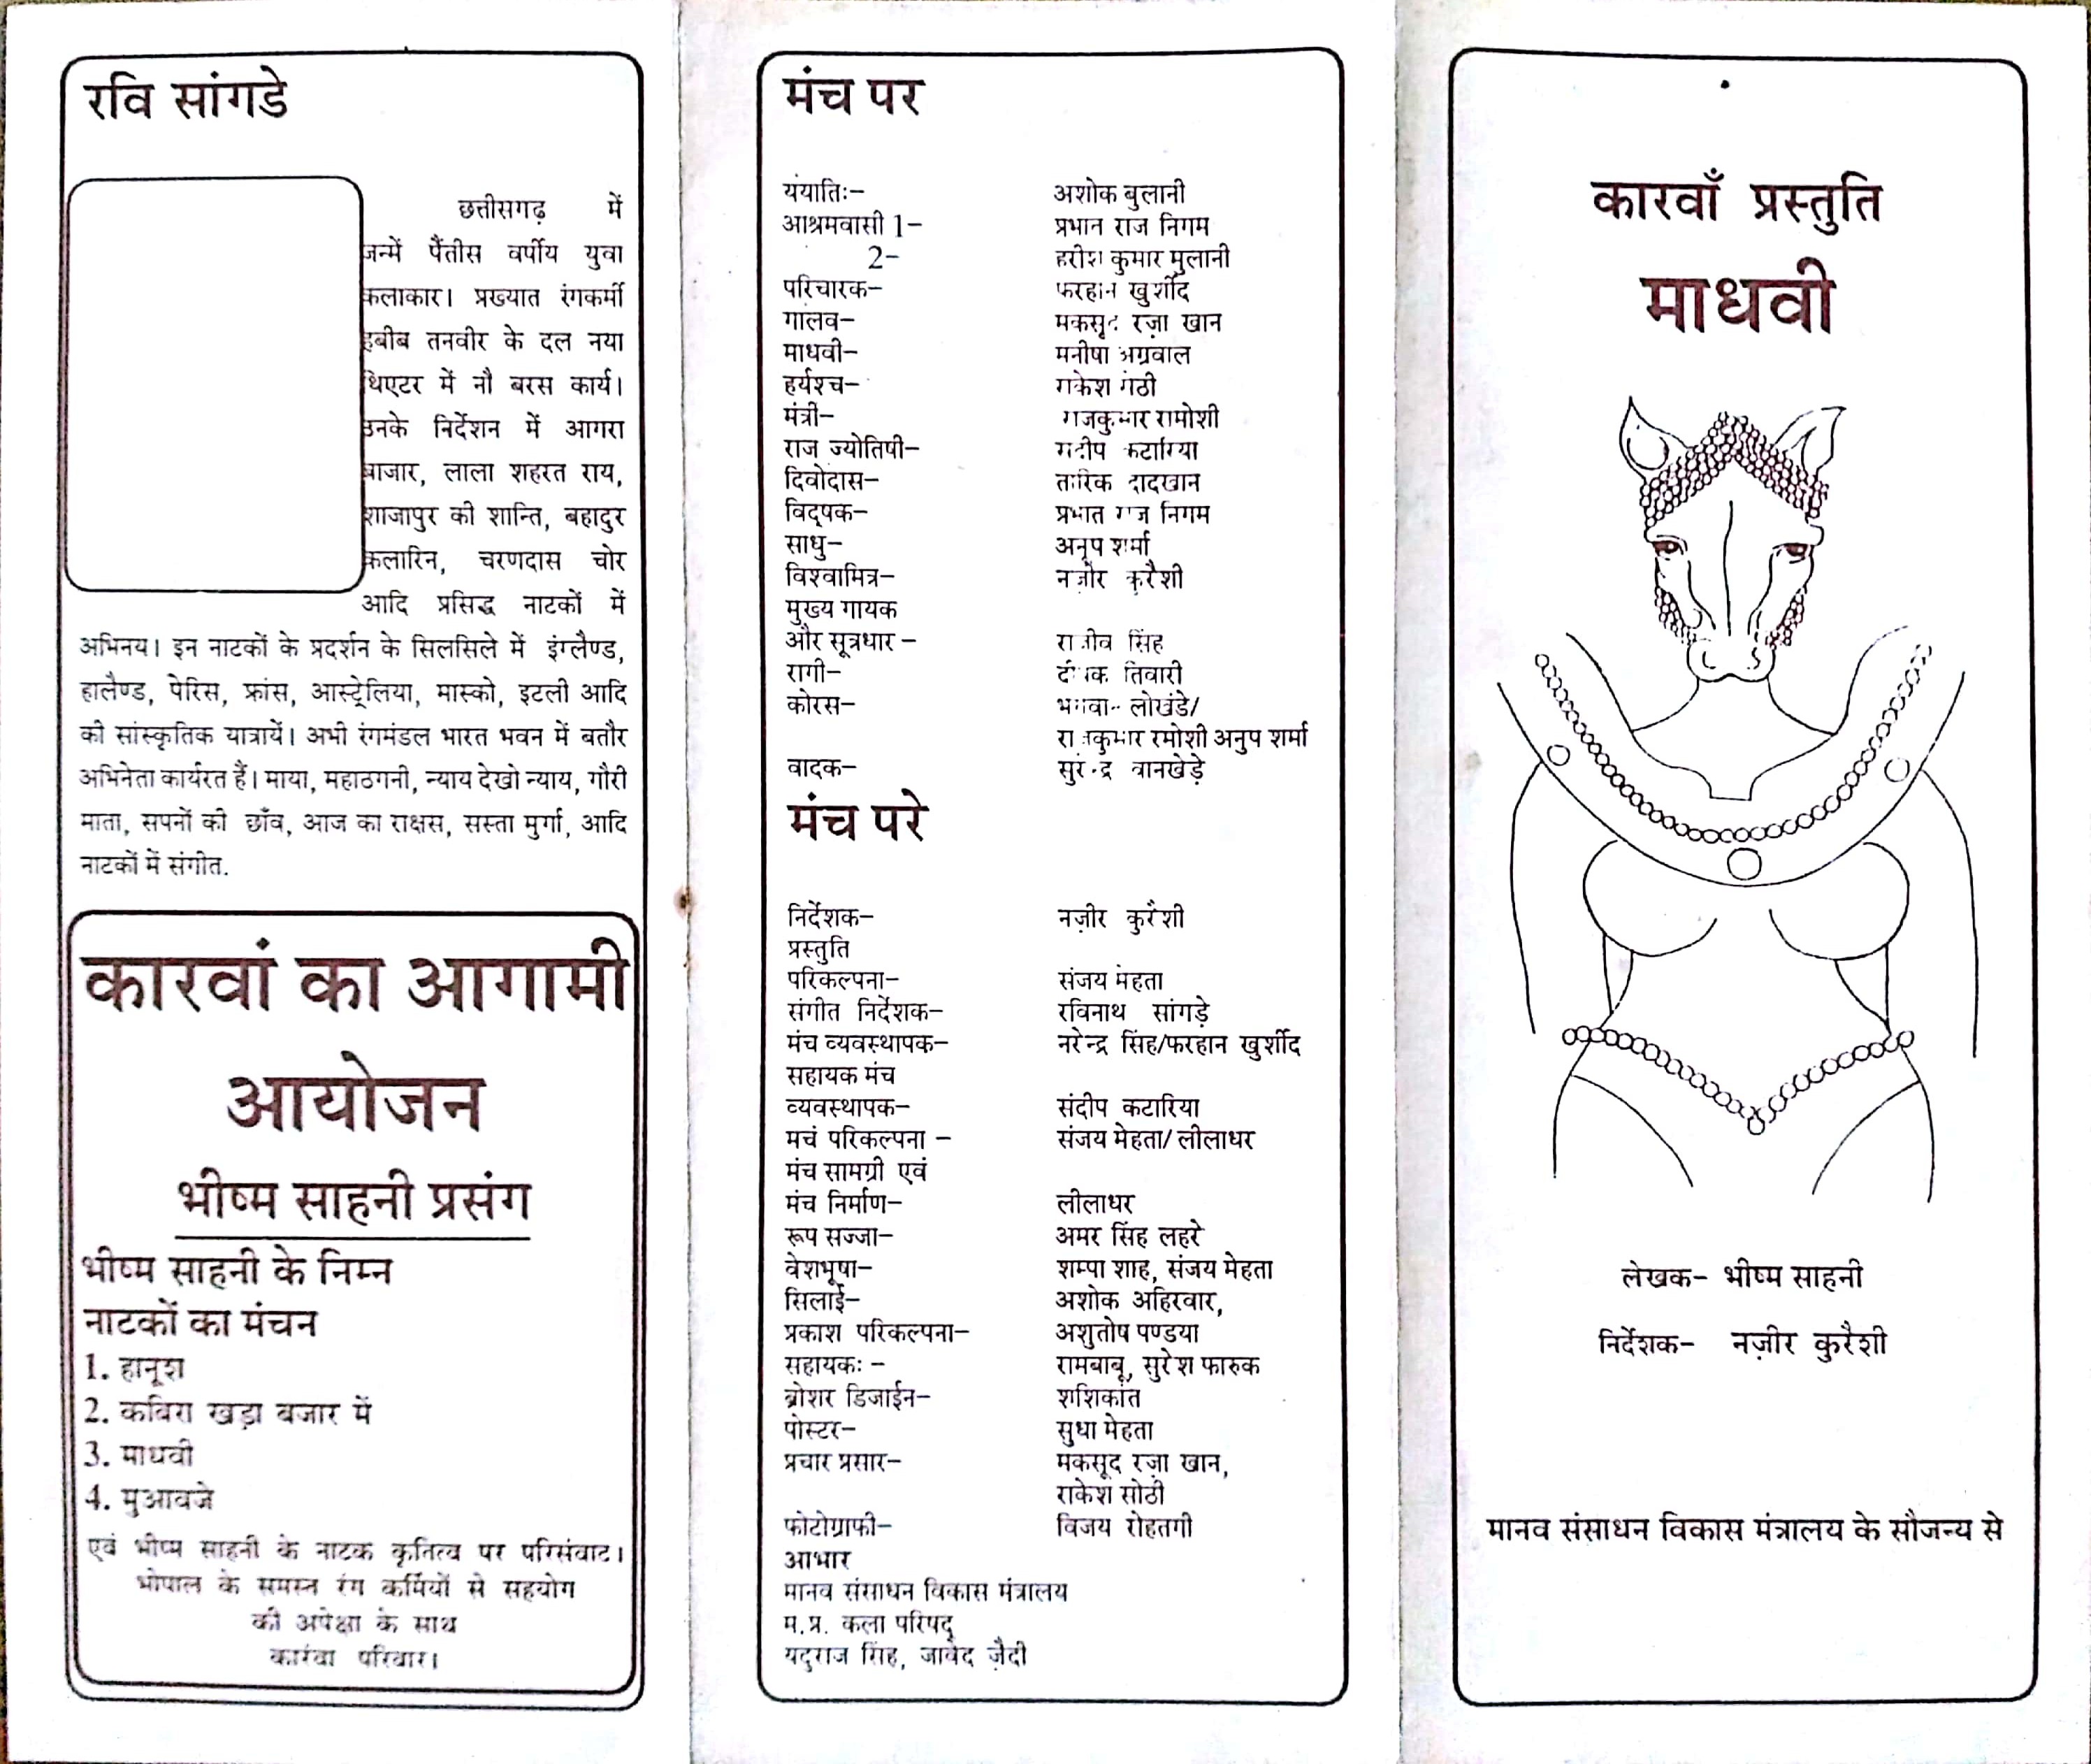 रवि सांगडे
छत्तीसगढ़ में
जन्में पैंतीस वर्षीय युवा
कलाकार। प्रख्यात रंगकर्मी
हबीब तनवीर के दल नया
थिएटर में नौ बरस कार्य।
उनके निर्देशन में आगरा
बाजार, लाला शहरत राय,
शाजापुर की शान्ति, बहादुर
कलारिन, चरणदास चोर
आदि प्रसिद्ध नाटकों में
अभिनय। इन नाटकों के प्रदर्शन के सिलसिले में इंग्लैण्ड,
हालैण्ड, पेरिस, फ्रांस, आस्ट्रेलिया, मास्को, इटली आदि
की सांस्कृतिक यात्रायें। अभी रंगमंडल भारत भवन में बतौर
अभिनेता कार्यरत हैं। माया, महाठगनी, न्याय देखो न्याय, गौरी
माता, सपनों की छाँव, आज का राक्षस, सस्ता मुर्गा, आदि
नाटकों में संगीत.
कारवां का आगामी
आयोजन
भीष्म साहनी प्रसंग
भीष्म साहनी के निम्न
नाटकों का मंचन
1. हानूश
2. कबिरा खड़ा बजार में
3. माधवी
4. मुआवजे
एवं भीष्म साहनी के नाटक कृतित्व पर परिसंवाट।
भोपाल के समस्त रंग कर्मियों से सहयोग
की अपेक्षा के साथ
कारंवा परिवार।
मंच पर
ययातिः- अशोक बुलानी
आश्रमवासी 1- प्रभान राज निगम
2- हरीश कुमार मुलानी
परिचारक- फरहान खुर्शीद
गालव- मकसूद रज़ा खान
माधवी- मनीषा अग्रवाल
हर्यश्च- राकेश
मंत्री- राजकुमार रामोशी
राज ज्योतिषी- संदीप कटारिया
दिवोदास- तारिक दादखान
विदूषक- प्रभात राज निगम
साधु- अनूप शर्मा
विश्वामित्र- नज़ीर कुरैशी
मुख्य गायक
और सूत्रधार - राजीव सिंह
रागी- दीपक तिवारी
कोरस- भगवान लोखंडे/
राजकुमार रमोशी अनुप शर्मा
वादक- सुरेन्द्र वानखेड़े
मंच परे
निर्देशक- नज़ीर कुरैशी
प्रस्तुति
परिकल्पना- संजय मेहता
संगीत निर्देशक- रविनाथ सांगड़े
मंच व्यवस्थापक- नरेन्द्र सिंह/फरहान खुर्शीद
सहायक मंच
व्यवस्थापक- संदीप कटारिया
मचं परिकल्पना - संजय मेहता/ लीलाधर
मंच सामग्री एवं
मंच निर्माण- लीलाधर
रूप सज्जा- अमर सिंह लहरे
वेशभूषा- शम्पा शाह, संजय मेहता
सिलाई- अशोक अहिरवार,
प्रकाश परिकल्पना- अशुतोष पण्डया
सहायकः - रामबाबू, सुरेश फारुक
ब्रोशर डिजाईन- शशिकांत
पोस्टर- सुधा मेहता
प्रचार प्रसार- मकसूद रज़ा खान,
राकेश सोठी
फोटोग्राफी- विजय रोहतगी
आभार
मानव संसाधन विकास मंत्रालय
म.प्र. कला परिषद्
यदुराज सिंह, जावेद ज़ैदी
कारवाँ प्रस्तुति
माधवी
लेखक- भीष्म साहनी
निर्देशक- नज़ीर कुरैशी
मानव संसाधन विकास मंत्रालय के सौजन्य से